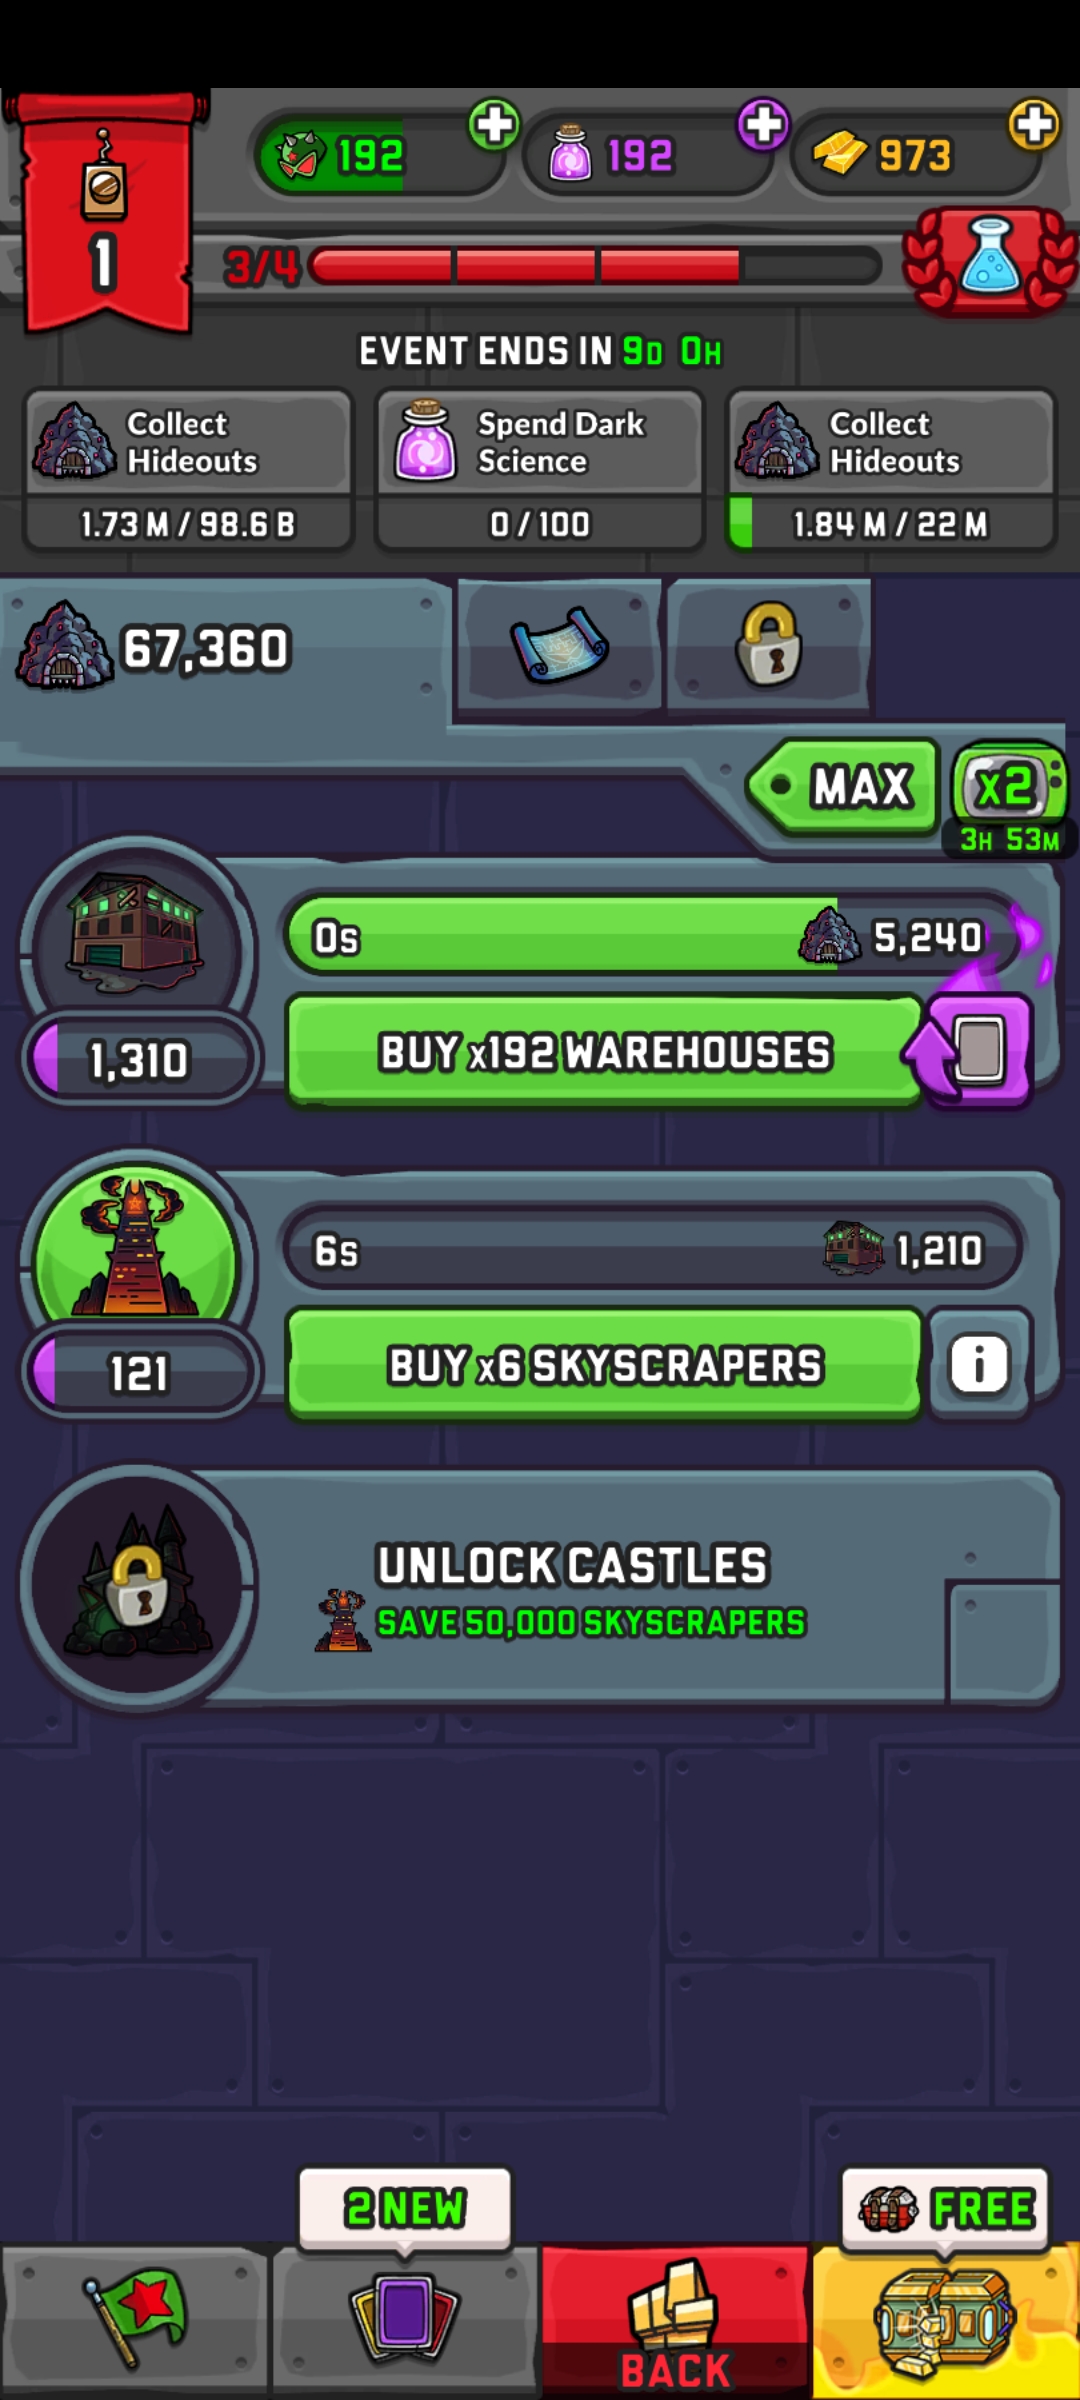 192
192
973
1
3/4
EVENT ENDS IN 9D 0H
Collect
Hideouts
1.73 M / 98.6 B
Spend Dark
Science
0 / 100
Collect
Hideouts
1.84 M / 22 M
67,360
MAX
x2
3H 53M
0s
5,240
1,310
BUY x192 WAREHOUSES
6s
1,210
121
BUY x6 SKYSCRAPERS
i
UNLOCK CASTLES
SAVE 50,000 SKYSCRAPERS
2 NEW
FREE
BACK